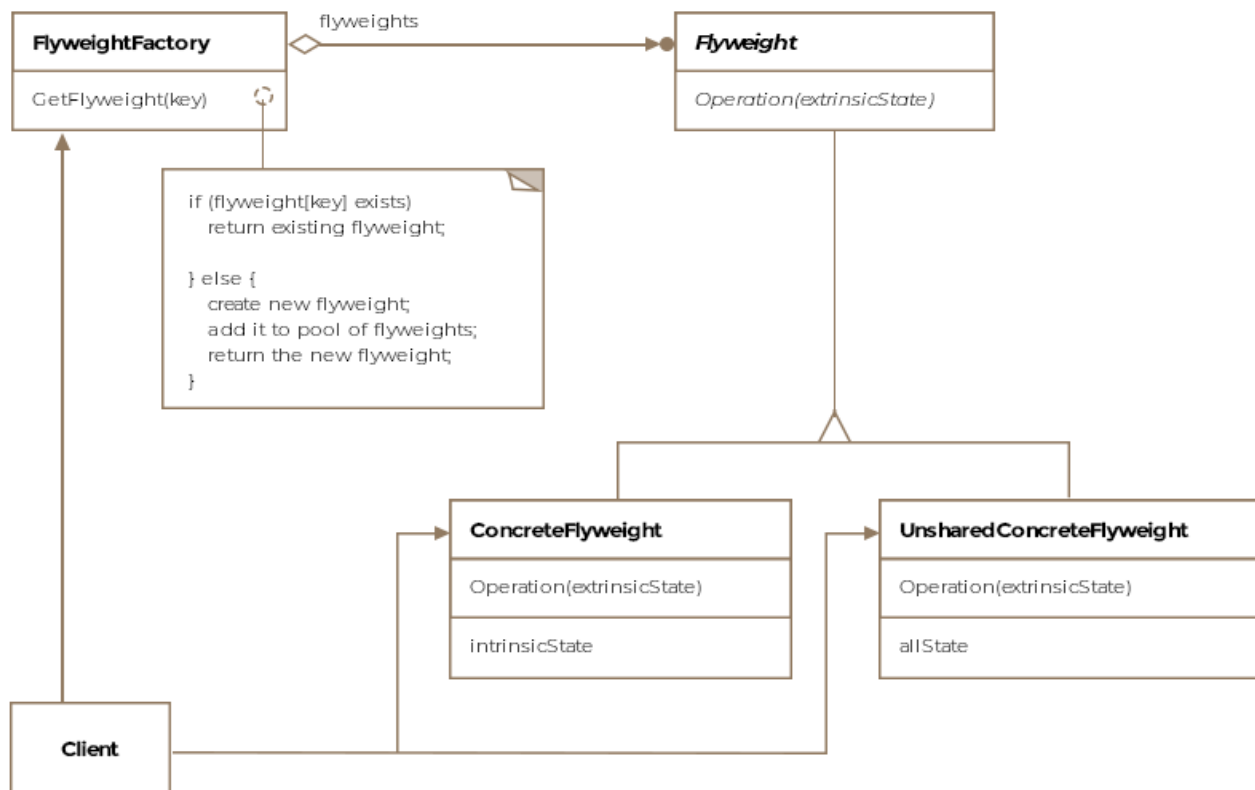 flyweights
FlyweightFactory
GetFlyweight(key)
Flyweight
Operation(extrinsicState)
if (flyweight[key] exists)
return existing flyweight;
} else {
create new flyweight;
add it to pool of flyweights;
return the new flyweight;
}
ConcreteFlyweight
Operation(extrinsicState)
intrinsicState
UnsharedConcreteFlyweight
Operation(extrinsicState)
allState
Client